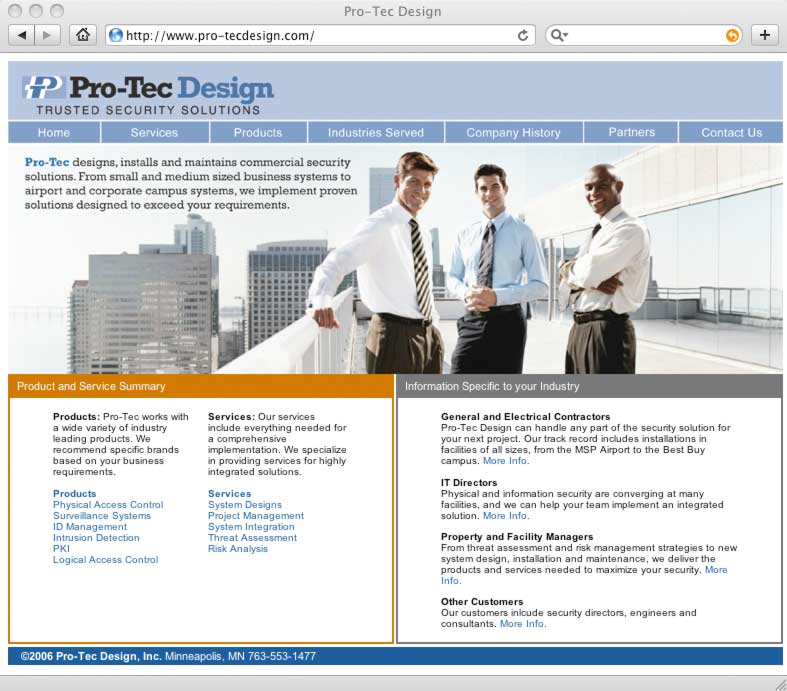 Pro-Tec Design
http://www.pro-tecdesign.com/
Pro-Tec Design
TRUSTED SECURITY SOLUTIONS
Home Services Products Industries Served Company History Partners Contact Us
Pro-Tec designs, installs and maintains commercial security
solutions. From small and medium sized business systems to
airport and corporate campus systems, we implement proven
solutions designed to exceed your requirements.
Product and Service Summary
Products: Pro-Tec works with
a wide variety of industry
leading products. We
recommend specific brands
based on your business
requirements.
Products
Physical Access Control
Surveillance Systems
ID Management
Intrusion Detection
PKI
Logical Access Control
Services: Our services
include everything needed for
a comprehensive
implementation. We specialize
in providing services for highly
integrated solutions.
Services
System Designs
Project Management
System Integration
Threat Assessment
Risk Analysis
Information Specific to your Industry
General and Electrical Contractors
Pro-Tec Design can handle any part of the security solution for
your next project. Our track record includes installations in
facilities of all sizes, from the MSP Airport to the Best Buy
campus. More Info.
IT Directors
Physical and information security are converging at many
facilities, and we can help your team implement an integrated
solution. More Info.
Property and Facility Managers
From threat assessment and risk management strategies to new
system design, installation and maintenance, we deliver the
products and services needed to maximize your security. More
Info.
Other Customers
Our customers inlcude security directors, engineers and
consultants. More Info.
©2006 Pro-Tec Design, Inc. Minneapolis, MN 763-553-1477